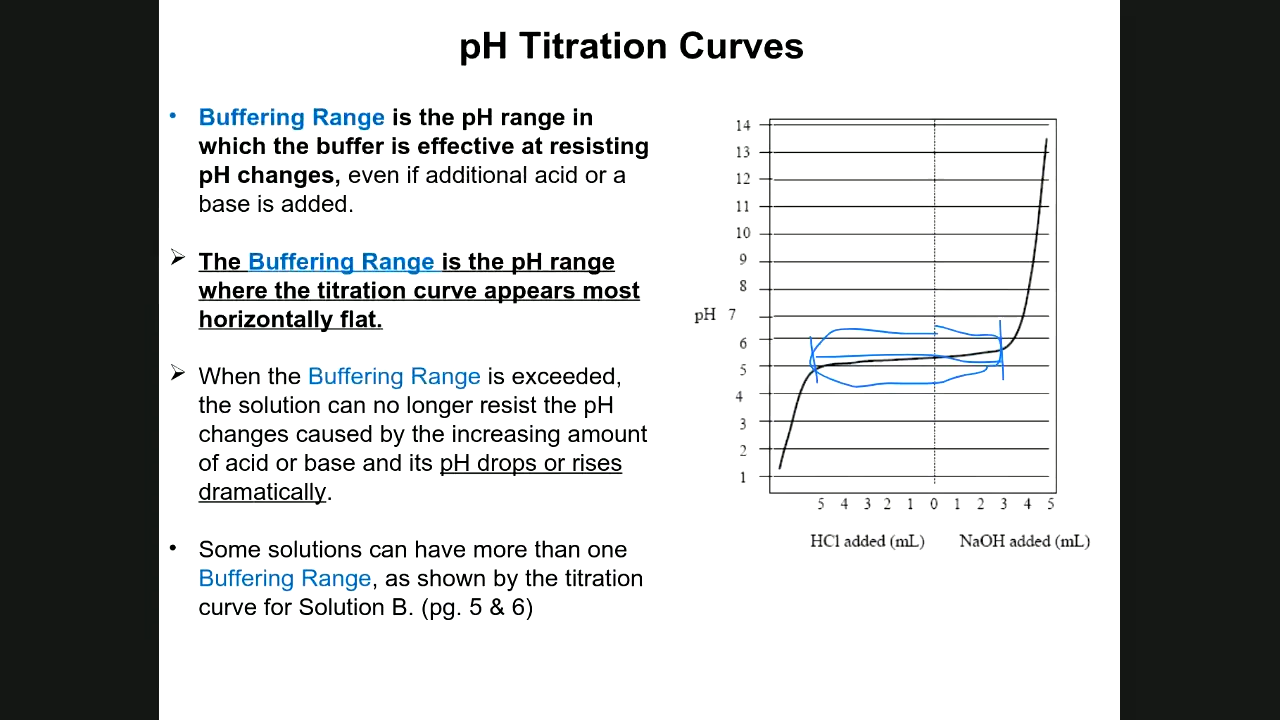 pH Titration Curves
• Buffering Range is the pH range in
which the buffer is effective at resisting
pH changes, even if additional acid or a
base is added.
➢ The Buffering Range is the pH range
where the titration curve appears most
horizontally flat.
➢ When the Buffering Range is exceeded,
the solution can no longer resist the pH
changes caused by the increasing amount
of acid or base and its pH drops or rises
dramatically.
• Some solutions can have more than one
Buffering Range, as shown by the titration
curve for Solution B. (pg. 5 & 6)
14
13
12
11
10
9
8
pH 7
6
5
4
3
2
1
5 4 3 2 1 0 1 2 3 4 5
HCl added (mL) NaOH added (mL)